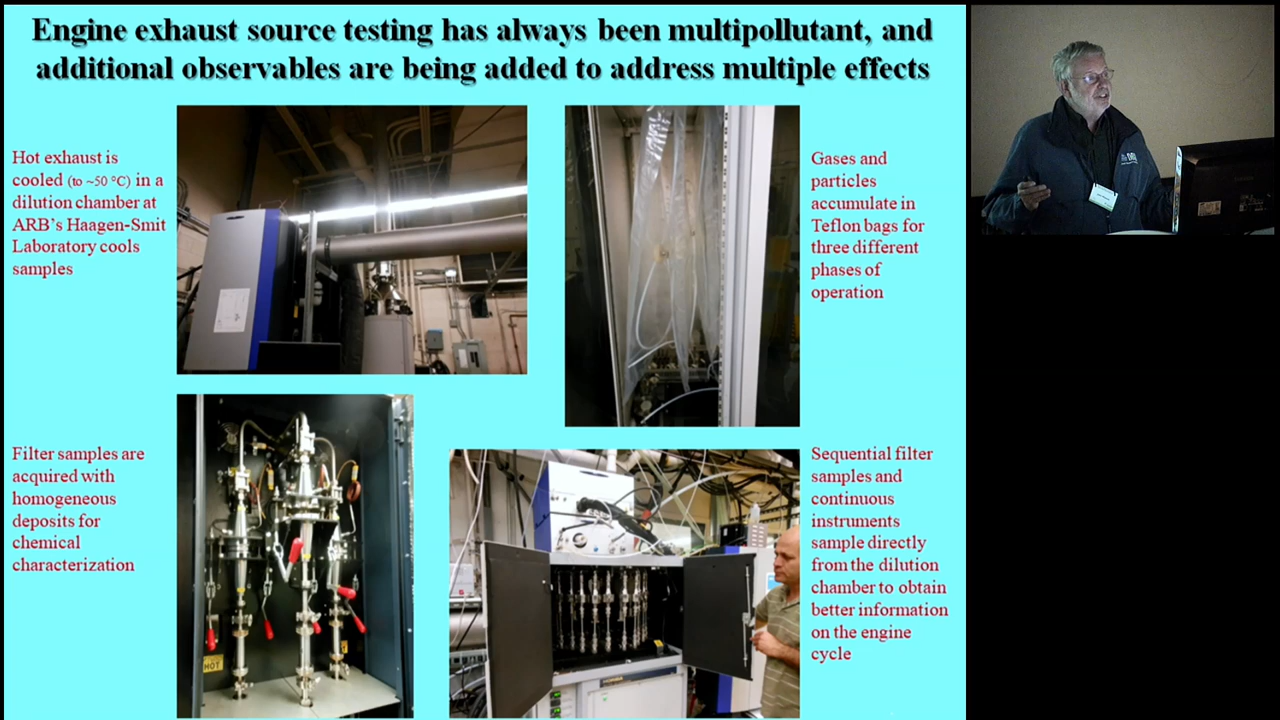 Engine exhaust source testing has always been multipollutant, and
additional observables are being added to address multiple effects
Hot exhaust is
cooled (to ~50 °C) in a
dilution chamber at
ARB's Haagen-Smit
Laboratory cools
samples
Gases and
particles
accumulate in
Teflon bags for
three different
phases of
operation
Filter samples are
acquired with
homogeneous
deposits for
chemical
characterization
HOT
Sequential filter
samples and
continuous
instruments
sample directly
from the dilution
chamber to obtain
better information
on the engine
cycle